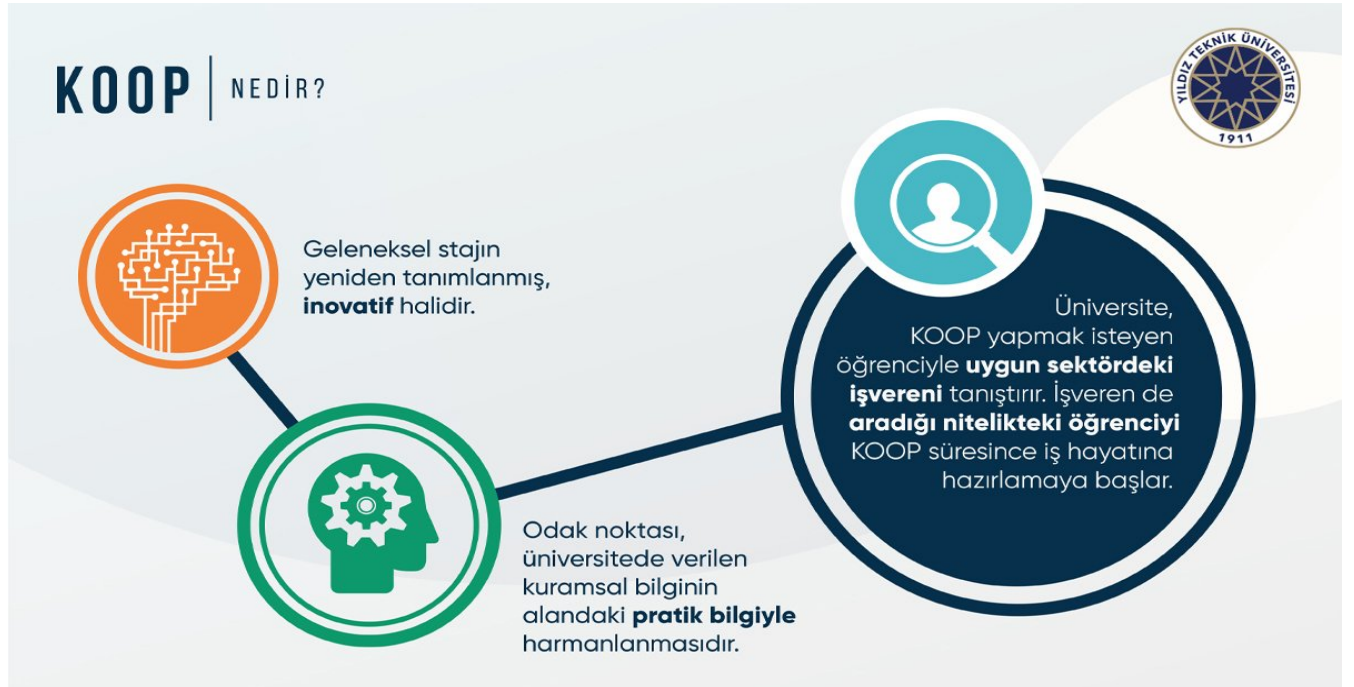 KOOP | NEDİR?
YILDIZ TEKNİK ÜNİVERSİTESİ
1911
Geleneksel stajın
yeniden tanımlanmış,
inovatif halidir.
Odak noktası,
üniversitede verilen
kuramsal bilginin
alandaki pratik bilgiyle
harmanlanmasıdır.
Üniversite,
KOOP yapmak isteyen
öğrenciyle uygun sektördeki
işvereni tanıştırır. İşveren de
aradığı nitelikteki öğrenciyi
KOOP süresince iş hayatına
hazırlamaya başlar.